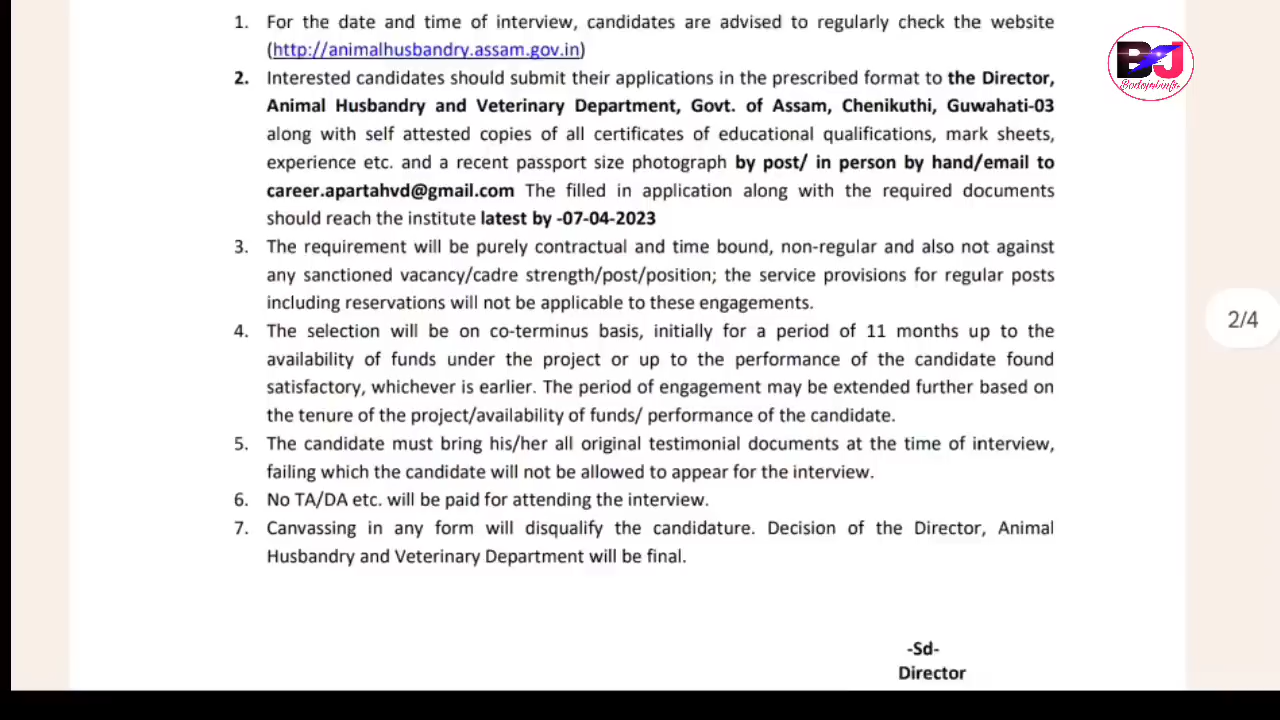 1. For the date and time of interview, candidates are advised to regularly check the website
(http://animalhusbandry.assam.gov.in)
2. Interested candidates should submit their applications in the prescribed format to the Director,
Animal Husbandry and Veterinary Department, Govt. of Assam, Chenikuthi, Guwahati-03
along with self attested copies of all certificates of educational qualifications, mark sheets,
experience etc. and a recent passport size photograph by post/ in person by hand/email to
career.apartahvd@gmail.com The filled in application along with the required documents
should reach the institute latest by -07-04-2023
3. The requirement will be purely contractual and time bound, non-regular and also not against
any sanctioned vacancy/cadre strength/post/position; the service provisions for regular posts
including reservations will not be applicable to these engagements.
4. The selection will be on co-terminus basis, initially for a period of 11 months up to the
availability of funds under the project or up to the performance of the candidate found
satisfactory, whichever is earlier. The period of engagement may be extended further based on
the tenure of the project/availability of funds/ performance of the candidate.
5. The candidate must bring his/her all original testimonial documents at the time of interview,
failing which the candidate will not be allowed to appear for the interview.
6. No TA/DA etc. will be paid for attending the interview.
7. Canvassing in any form will disqualify the candidature. Decision of the Director, Animal
Husbandry and Veterinary Department will be final.
-Sd-
Director
BJ
2/4